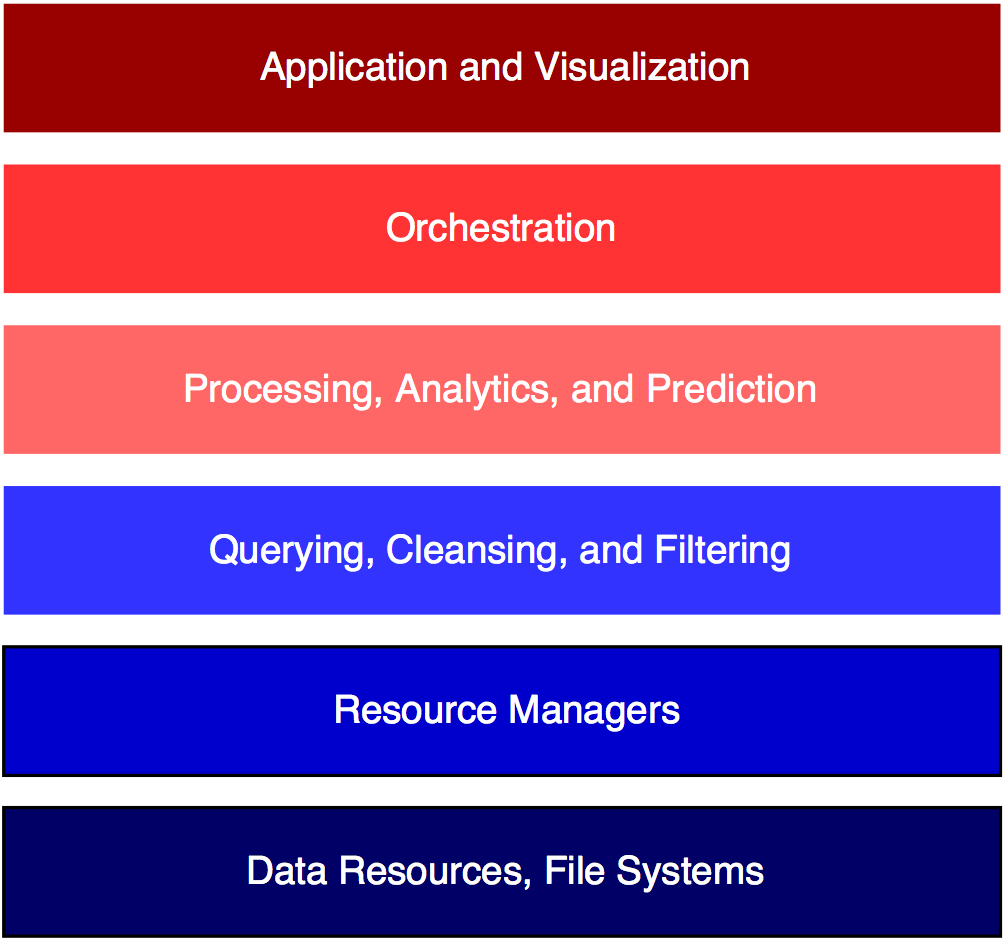 Application and Visualization
Orchestration
Processing, Analytics, and Prediction
Querying, Cleansing, and Filtering
Resource Managers
Data Resources, File Systems